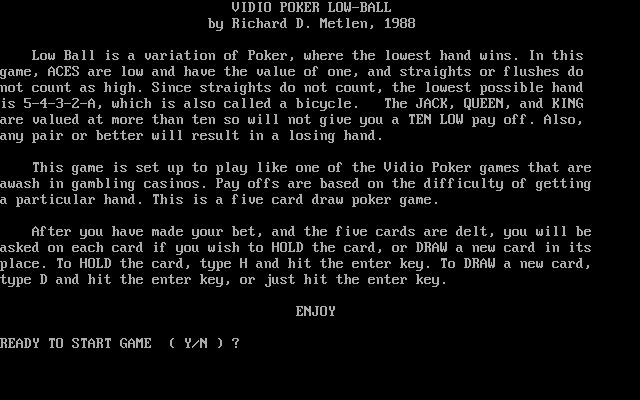 VIDIO POKER LOW-BALL
by Richard D. Metlen, 1988
Low Ball is a variation of Poker, where the lowest hand wins. In this
game, ACES are low and have the value of one, and straights or flushes do
not count as high. Since straights do not count, the lowest possible hand
is 5-4-3-2-A, which is also called a bicycle.   The JACK, QUEEN, and KING
are valued at more than ten so will not give you a TEN LOW pay off. Also,
any pair or better will result in a losing hand.
This game is set up to play like one of the Vidio Poker games that are
awash in gambling casinos. Pay offs are based on the difficulty of getting
a particular hand. This is a five card draw poker game.
After you have made your bet, and the five cards are delt, you will be
asked on each card if you wish to HOLD the card, or DRAW a new card in its
place. To HOLD the card, type H and hit the enter key. To DRAW a new card,
type D and hit the enter key, or just hit the enter key.
ENJOY
READY TO START GAME  ( Y/N ) ?